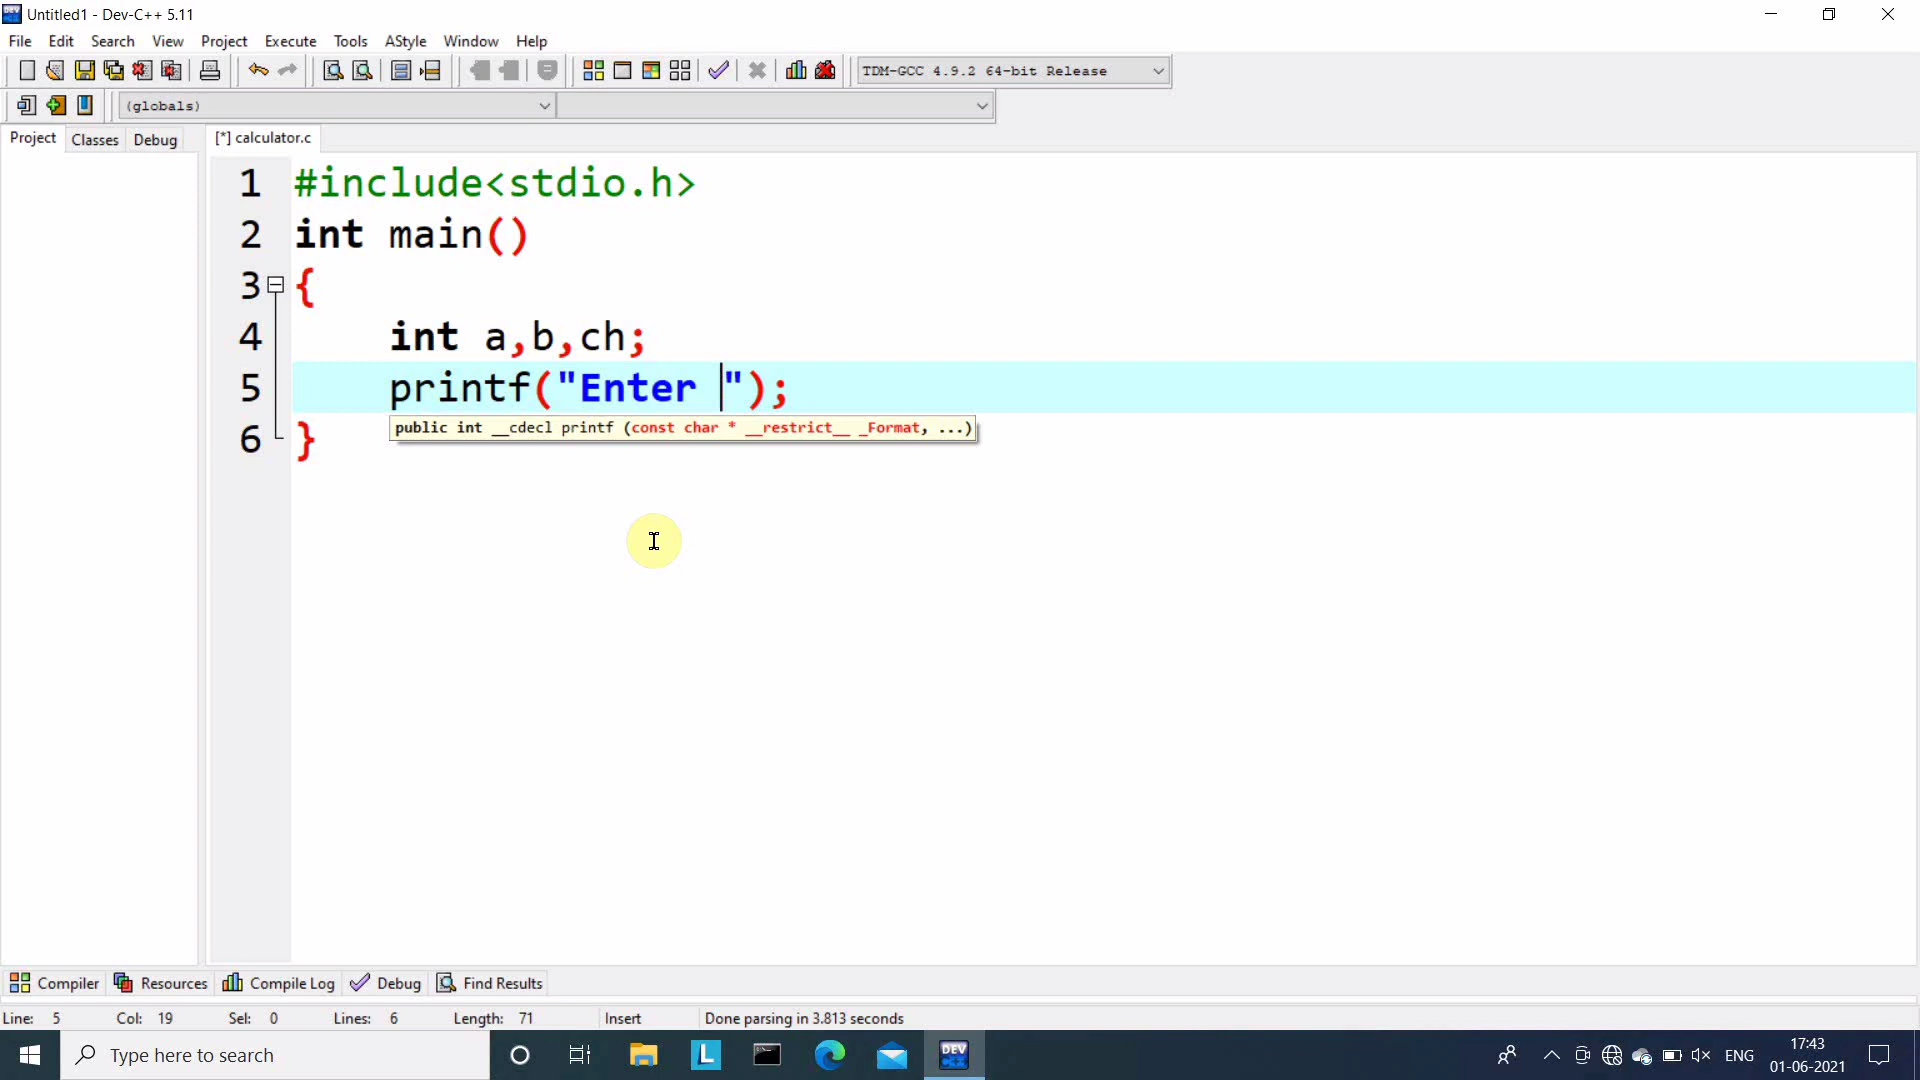 Untitled1 - Dev-C++ 5.11
File Edit Search View Project Execute Tools AStyle Window Help
TDM-GCC 4.9.2 64-bit Release
(globals)
Project Classes Debug [*] calculator.c
1 #include<stdio.h>
2 int main()
3 {
4 int a,b,ch;
5 printf("Enter ");
public int __cdecl printf (const char * __restrict__ _Format, ...)
6 }
Compiler Resources Compile Log Debug Find Results
Line: 5 Col: 19 Sel: 0 Lines: 6 Length: 71 Insert Done parsing in 3.813 seconds
Type here to search
L
DEV C++
ENG
17:43
01-06-2021